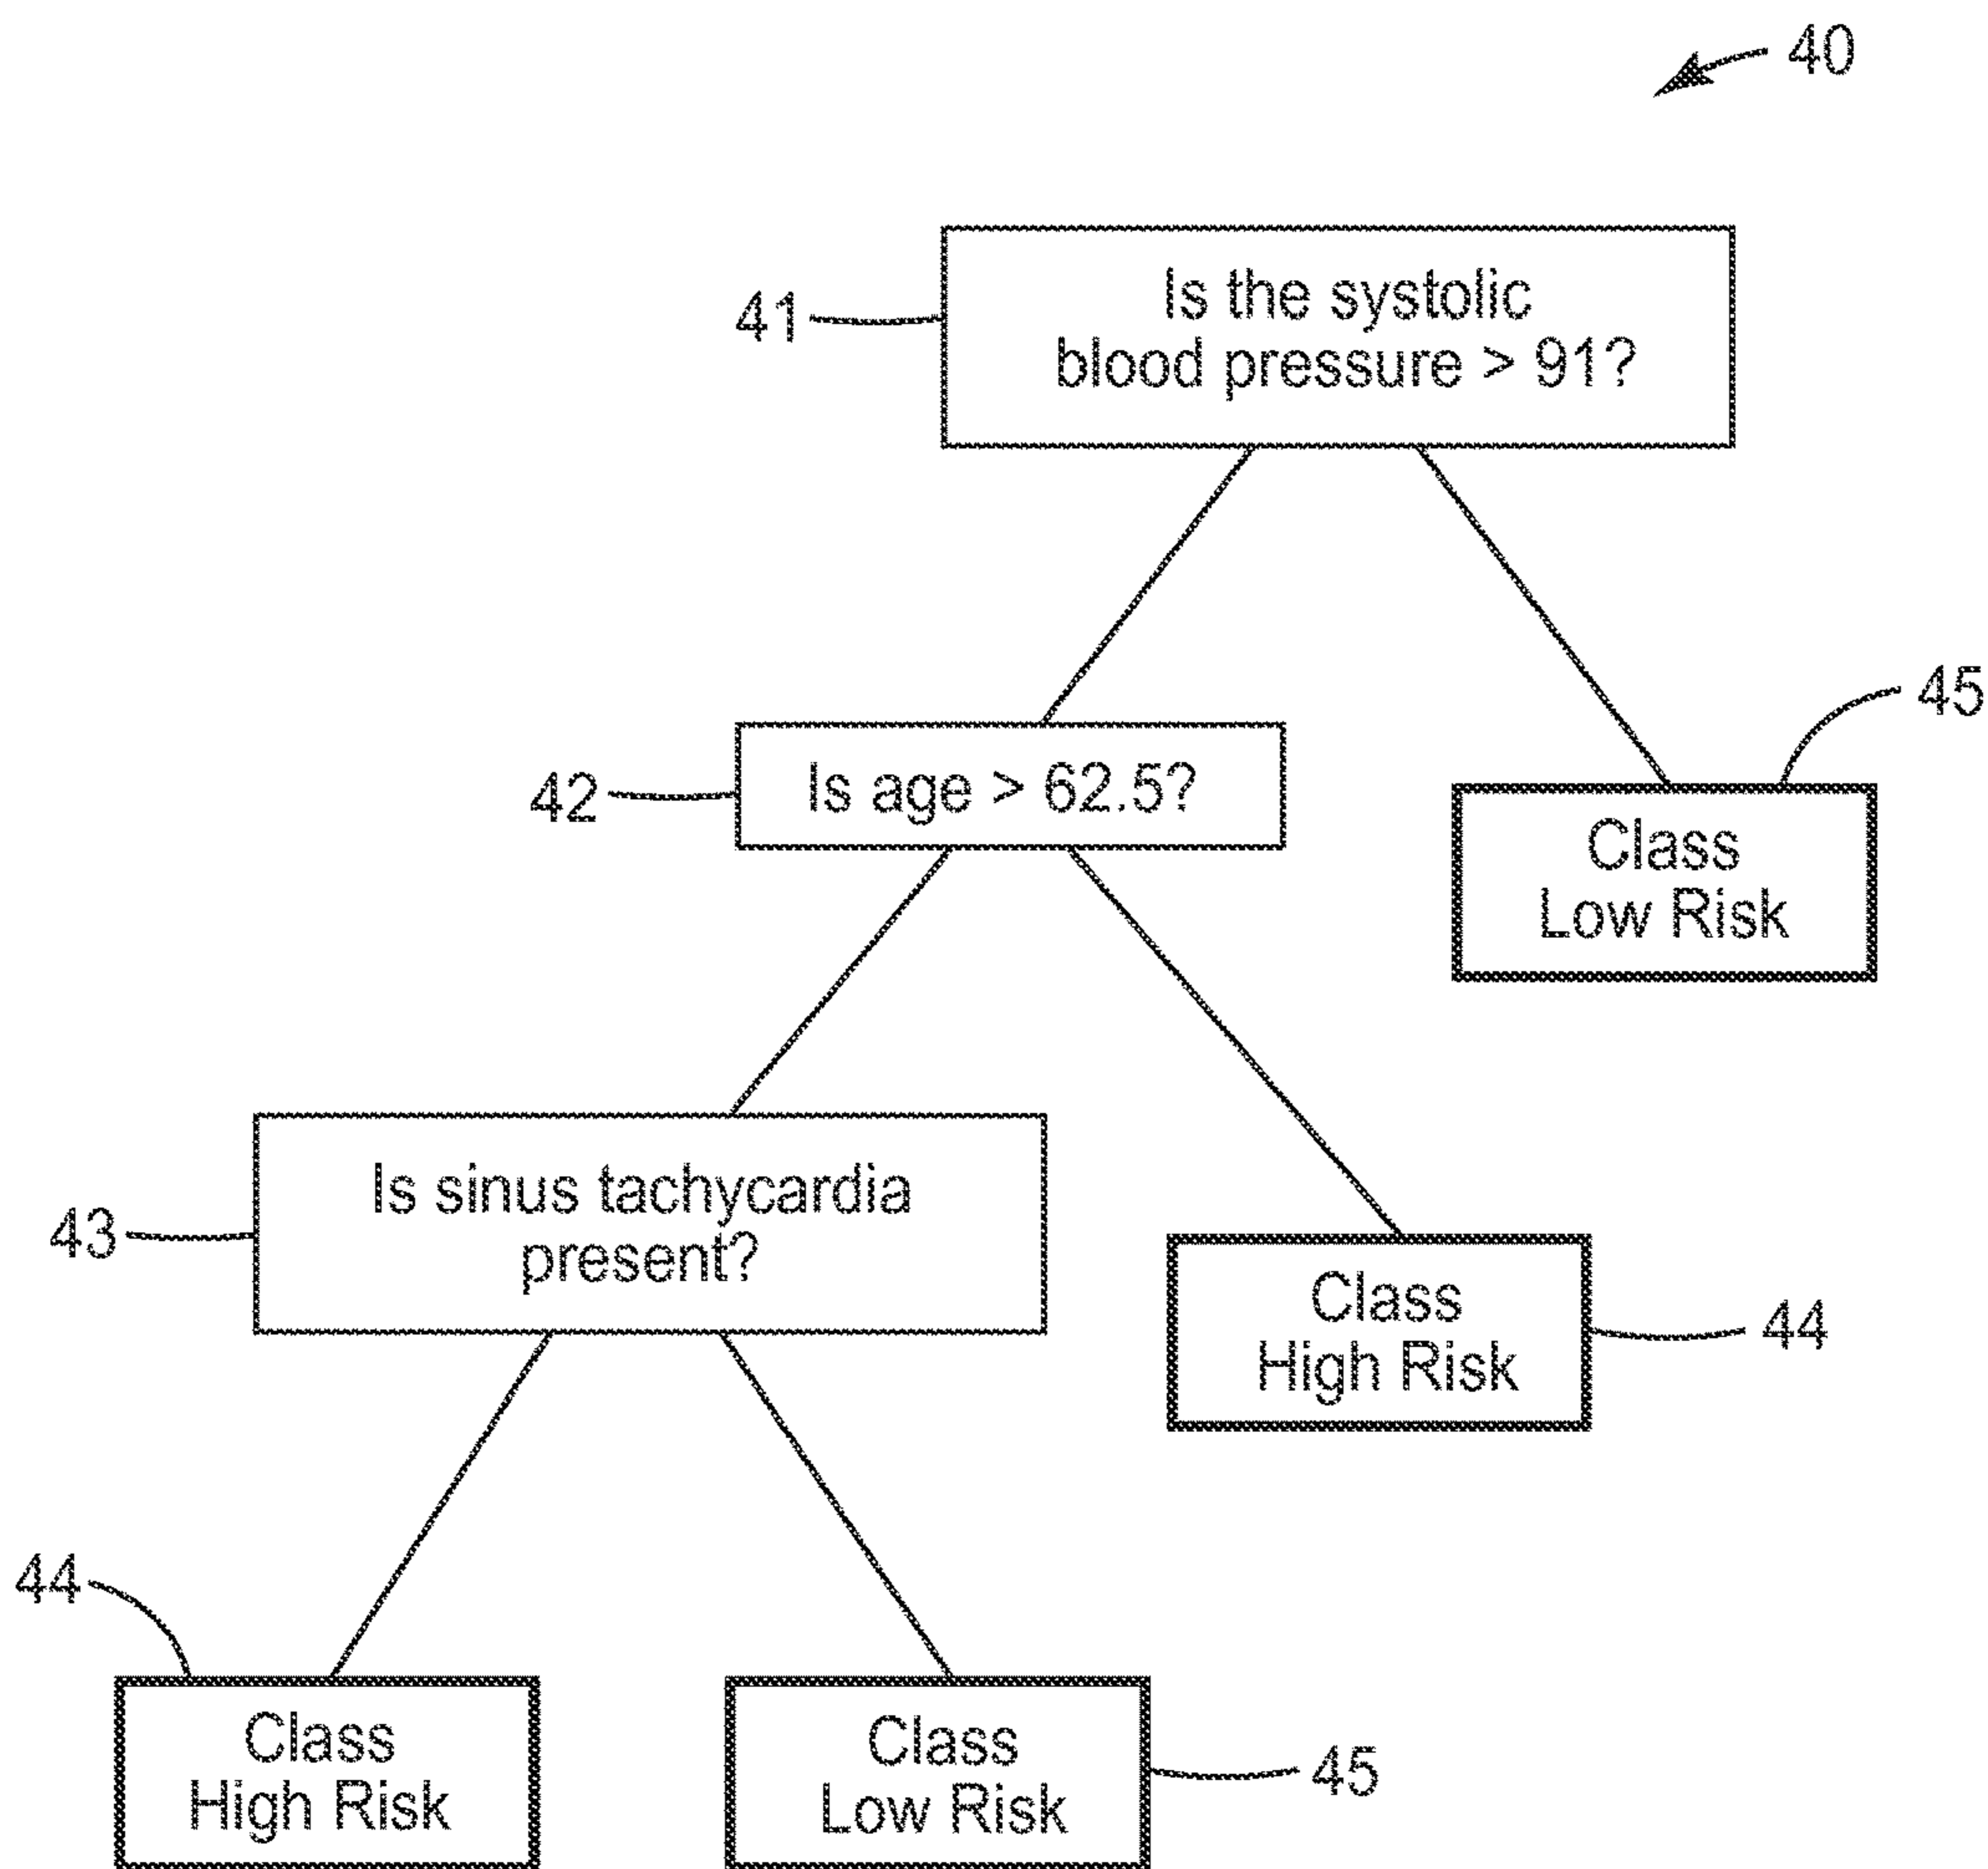 40
41
Is the systolic
blood pressure > 91?
42
Is age > 62.5?
45
Class
Low Risk
43
Is sinus tachycardia
present?
Class
High Risk
44
44
Class
High Risk
Class
Low Risk
45